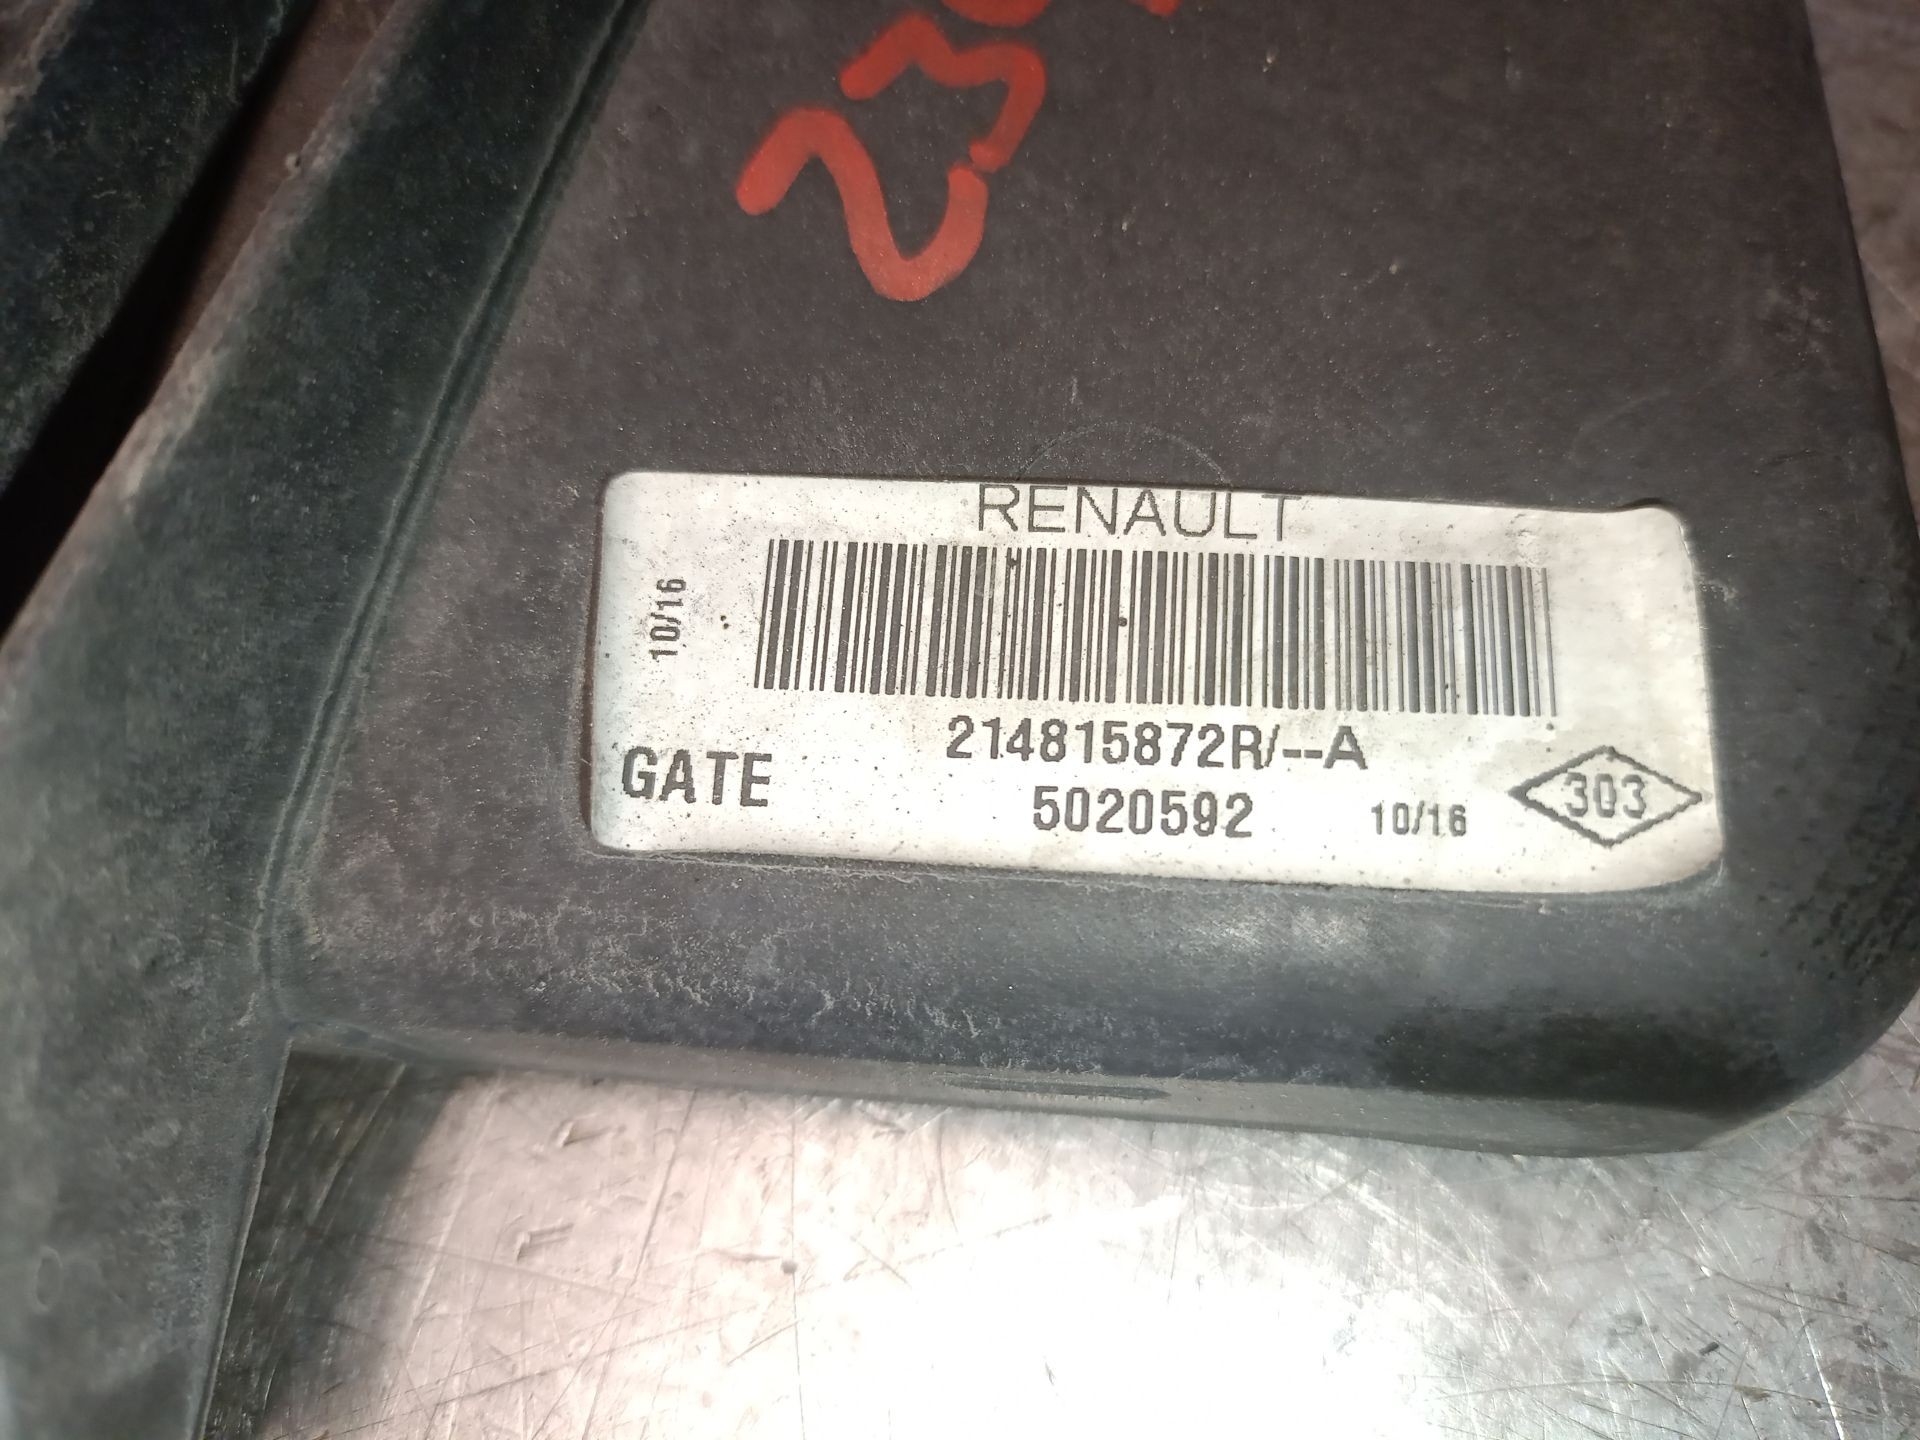 RENAULT
10/16
214815872R/--A
GATE
5020592
10/16
303